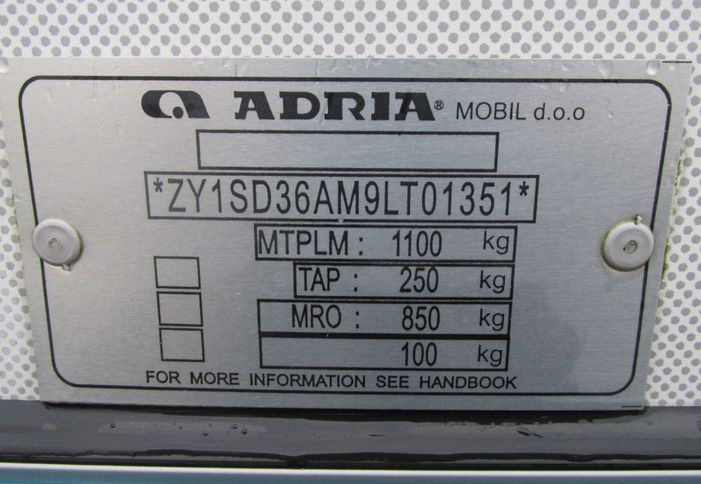 ADRIA® MOBIL d.o.o
*ZY1SD36AM9LT01351*
MTPLM : 1100 kg
TAP : 250 kg
MRO : 850 kg
100 kg
FOR MORE INFORMATION SEE HANDBOOK